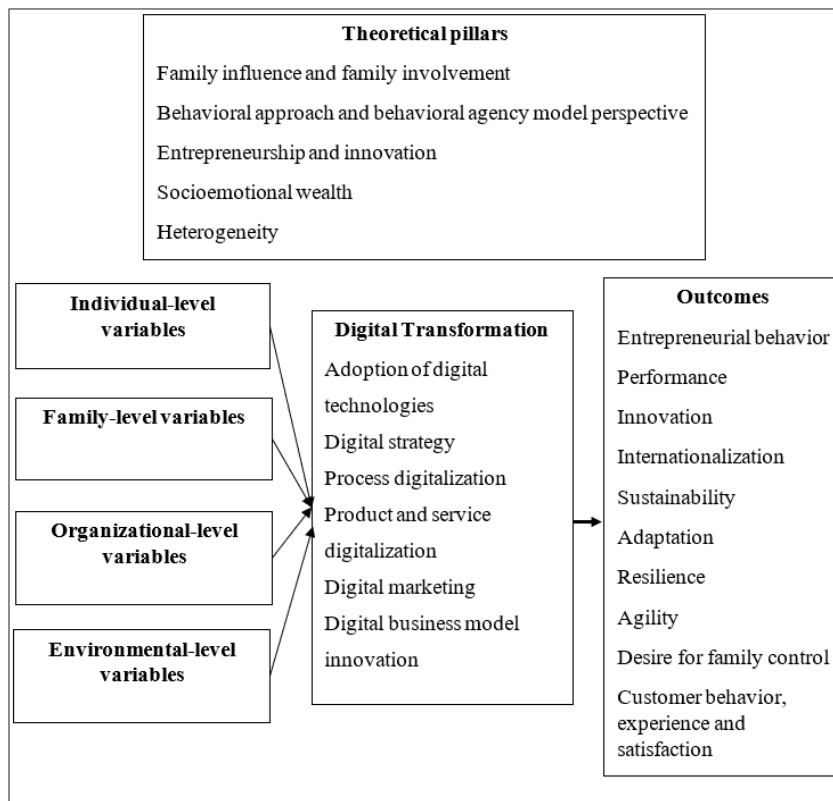 Theoretical pillars
Family influence and family involvement
Behavioral approach and behavioral agency model perspective
Entrepreneurship and innovation
Socioemotional wealth
Heterogeneity
Individual-level
variables
Family-level variables
Organizational-level
variables
Environmental-level
variables
Digital Transformation
Adoption of digital
technologies
Digital strategy
Process digitalization
Product and service
digitalization
Digital marketing
Digital business model
innovation
Outcomes
Entrepreneurial behavior
Performance
Innovation
Internationalization
Sustainability
Adaptation
Resilience
Agility
Desire for family control
Customer behavior,
experience and
satisfaction